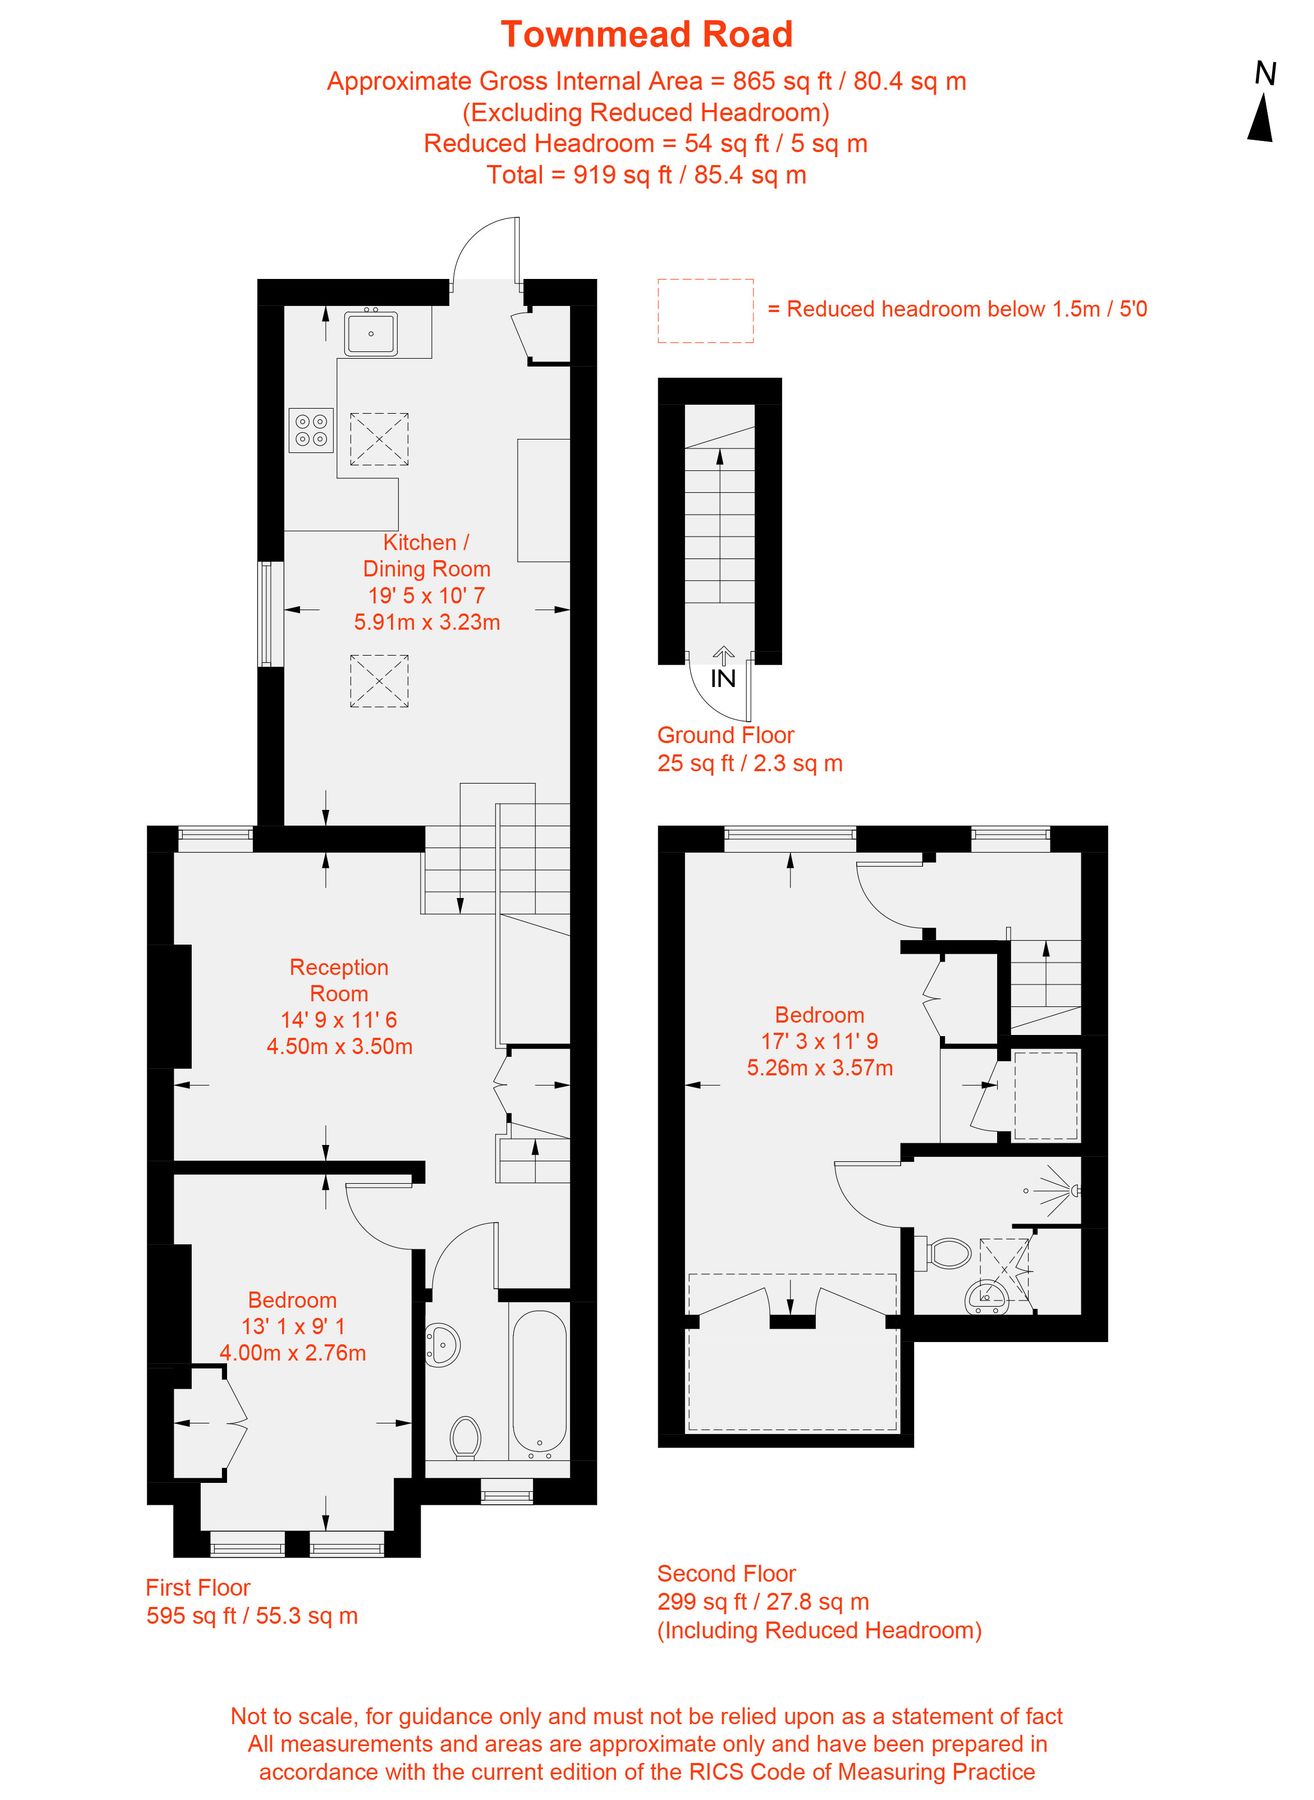 Townmead Road
Approximate Gross Internal Area = 865 sq ft / 80.4 sq m
(Excluding Reduced Headroom)
Reduced Headroom = 54 sq ft / 5 sq m
Total = 919 sq ft / 85.4 sq m
N
= Reduced headroom below 1.5m / 5'0
Kitchen /
Dining Room
19' 5 x 10' 7
5.91m x 3.23m
IN
Ground Floor
25 sq ft / 2.3 sq m
Reception
Room
14' 9 x 11' 6
4.50m x 3.50m
Bedroom
17' 3 x 11' 9
5.26m x 3.57m
Bedroom
13' 1 x 9' 1
4.00m x 2.76m
First Floor
595 sq ft / 55.3 sq m
Second Floor
299 sq ft / 27.8 sq m
(Including Reduced Headroom)
Not to scale, for guidance only and must not be relied upon as a statement of fact
All measurements and areas are approximate only and have been prepared in
accordance with the current edition of the RICS Code of Measuring Practice